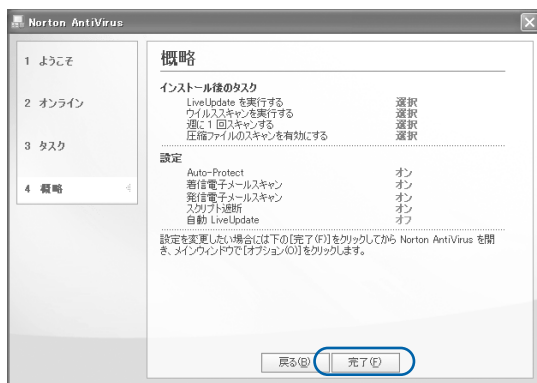 Norton AntiVirus
1 ようこそ
2 オンライン
3 タスク
4 概略
概略
インストール後のタスク
LiveUpdate を実行する 選択
ウイルススキャンを実行する 選択
週に 1 回スキャンする 選択
圧縮ファイルのスキャンを有効にする 選択
設定
Auto-Protect オン
着信電子メールスキャン オン
発信電子メールスキャン オン
スクリプト遮断 オン
自動 LiveUpdate オフ
設定を変更したい場合には下の[完了(F)]をクリックしてから Norton AntiVirus を開
き、メインウィンドウで[オプション(O)]をクリックします。
戻る(B) 完了(F)